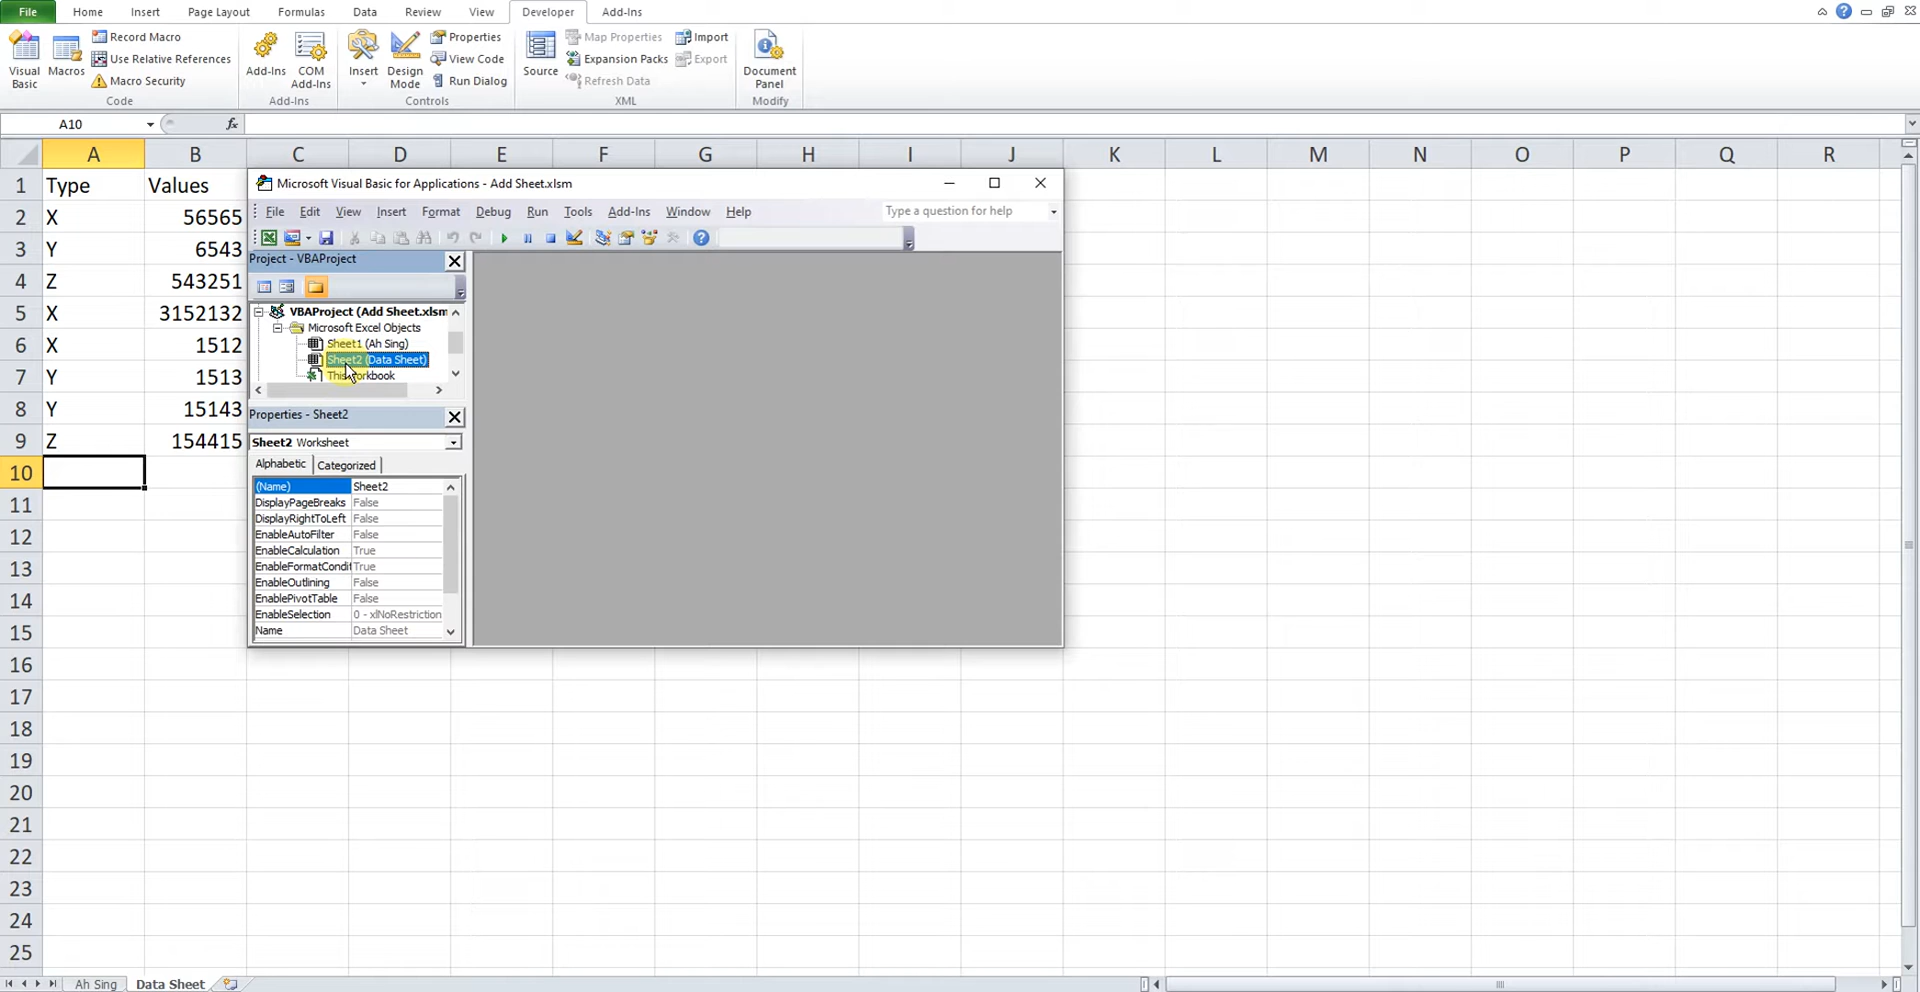 File Home Insert Page Layout Formulas Data Review View Developer Add-Ins
Visual Basic
Macros
Record Macro
Use Relative References
Macro Security
Code
Add-Ins
COM Add-Ins
Add-Ins
Insert
Design Mode
Properties
View Code
Run Dialog
Controls
Source
Map Properties
Expansion Packs
Refresh Data
Import
Export
XML
Document Panel
Modify
A10 fx
A B C D E F G H I J K L M N O P Q R
1 Type Values
2 X 56565
3 Y 6543
4 Z 543251
5 X 3152132
6 X 1512
7 Y 1513
8 Y 15143
9 Z 154415
10
11
12
13
14
15
16
17
18
19
20
21
22
23
24
25
Microsoft Visual Basic for Applications - Add Sheet.xlsm
File Edit View Insert Format Debug Run Tools Add-Ins Window Help Type a question for help
Project - VBAProject
VBAProject (Add Sheet.xlsm
Microsoft Excel Objects
Sheet1 (Ah Sing)
Sheet2 (Data Sheet)
Properties - Sheet2
Sheet2 Worksheet
Alphabetic Categorized
(Name) Sheet2
DisplayPageBreaks False
DisplayRightToLeft False
EnableAutoFilter False
EnableCalculation True
EnableFormatCondit True
EnableOutlining False
EnablePivotTable False
EnableSelection 0 - xlNoRestriction
Name Data Sheet
Ah Sing Data Sheet